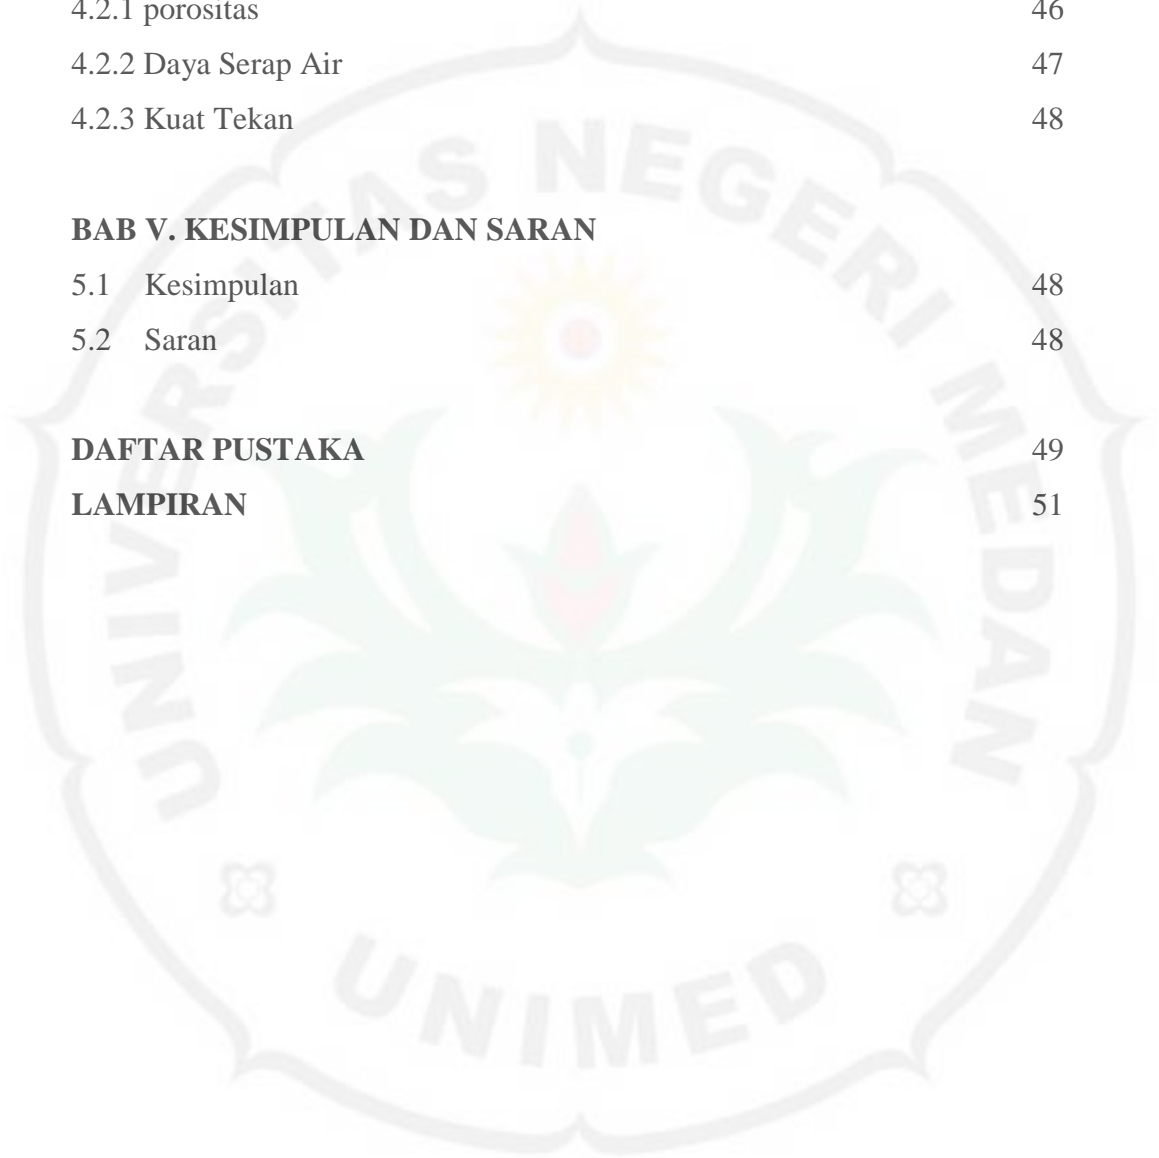 4.2.1 porositas 46
4.2.2 Daya Serap Air 47
4.2.3 Kuat Tekan 48
BAB V. KESIMPULAN DAN SARAN
5.1 Kesimpulan 48
5.2 Saran 48
DAFTAR PUSTAKA 49
LAMPIRAN 51
UNIVERSITAS NEGERI MEDAN
UNIMED